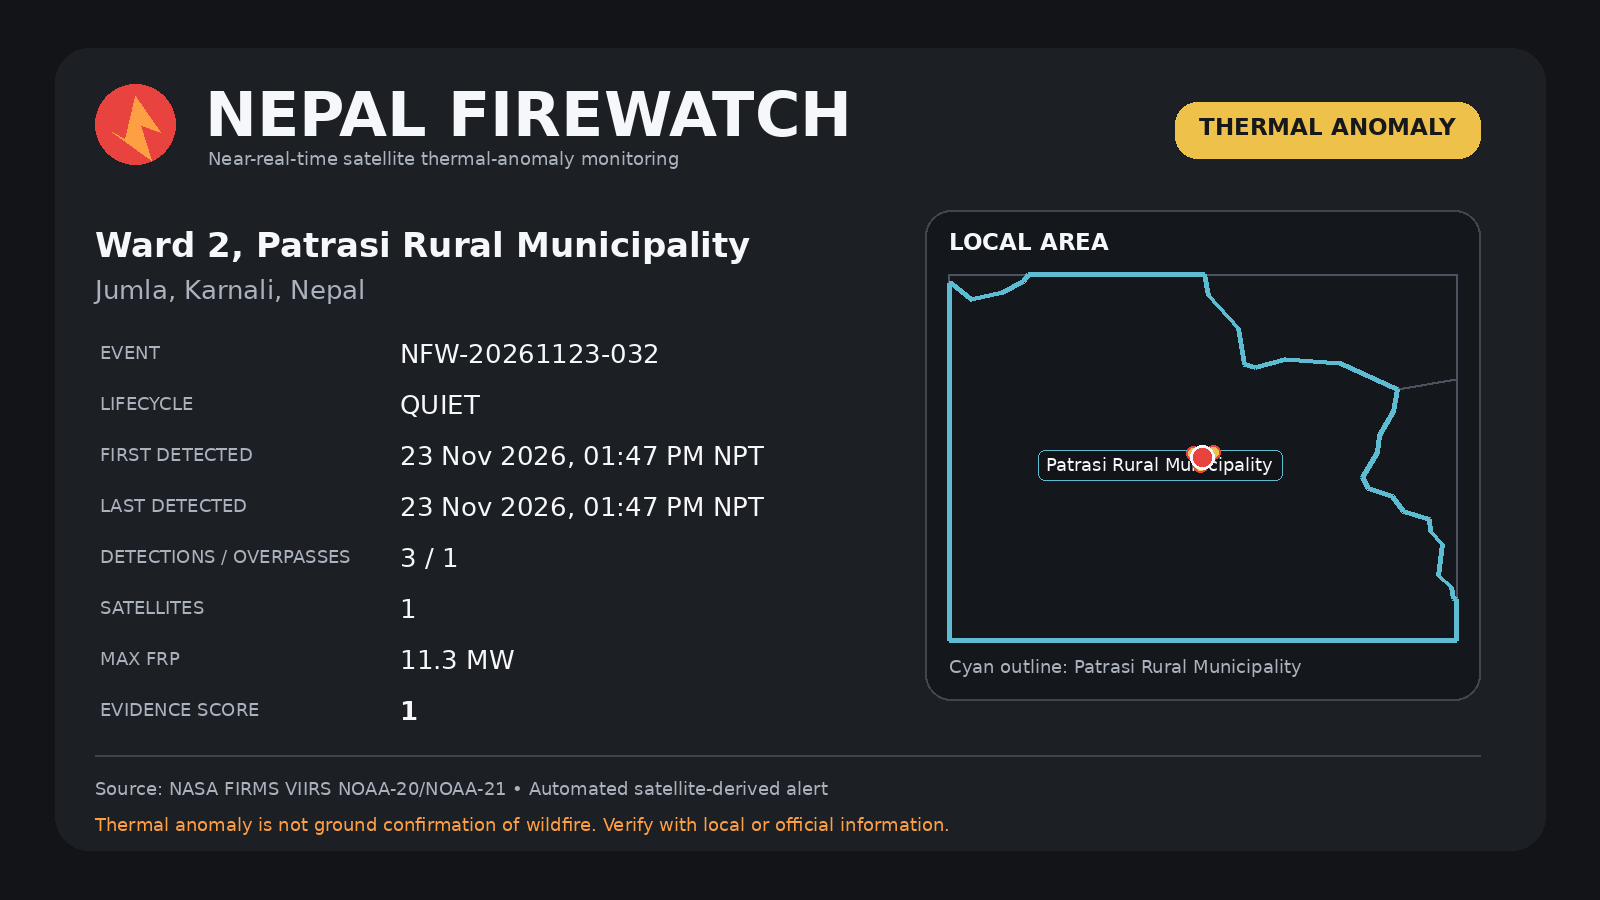 NEPAL FIREWATCH
Near-real-time satellite thermal-anomaly monitoring
THERMAL ANOMALY
Ward 2, Patrasi Rural Municipality
Jumla, Karnali, Nepal
EVENT NFW-20261123-032
LIFECYCLE QUIET
FIRST DETECTED 23 Nov 2026, 01:47 PM NPT
LAST DETECTED 23 Nov 2026, 01:47 PM NPT
DETECTIONS / OVERPASSES 3 / 1
SATELLITES 1
MAX FRP 11.3 MW
EVIDENCE SCORE 1
LOCAL AREA
Patrasi Rural Municipality
Cyan outline: Patrasi Rural Municipality
Source: NASA FIRMS VIIRS NOAA-20/NOAA-21 • Automated satellite-derived alert
Thermal anomaly is not ground confirmation of wildfire. Verify with local or official information.